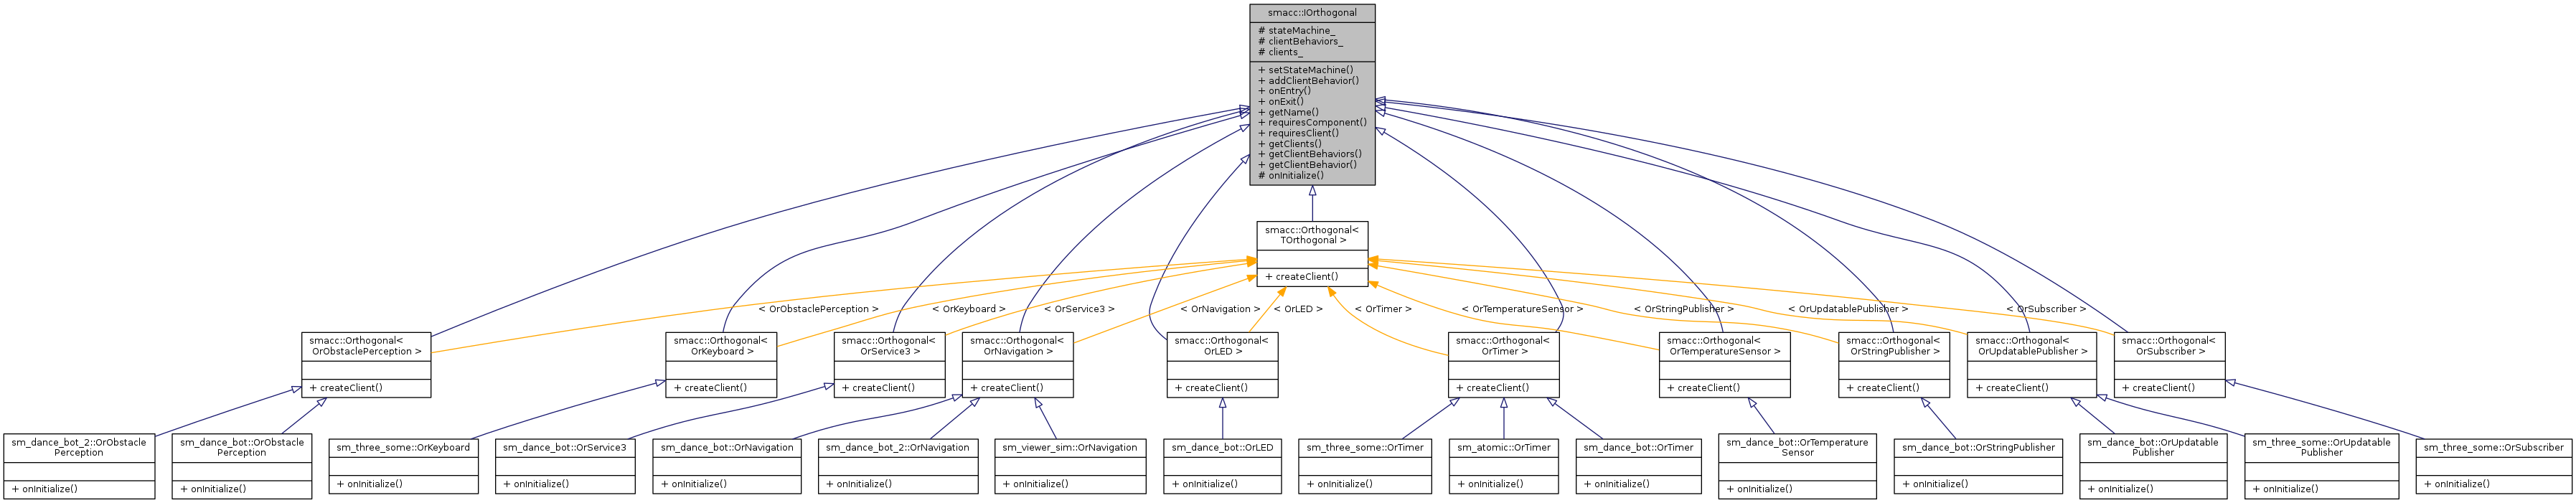 smacc::IOrthogonal
# stateMachine_
# clientBehaviors_
# clients_
+ setStateMachine()
+ addClientBehavior()
+ onEntry()
+ onExit()
+ getName()
+ requiresComponent()
+ requiresClient()
+ getClients()
+ getClientBehaviors()
+ getClientBehavior()
# onInitialize()
smacc::Orthogonal<
TOrthogonal >
+ createClient()
< OrObstaclePerception >
< OrKeyboard >
< OrService3 >
< OrNavigation >
< OrLED >
< OrTimer >
< OrTemperatureSensor >
< OrStringPublisher >
< OrUpdatablePublisher >
< OrSubscriber >
smacc::Orthogonal<
OrObstaclePerception >
+ createClient()
smacc::Orthogonal<
OrKeyboard >
+ createClient()
smacc::Orthogonal<
OrService3 >
+ createClient()
smacc::Orthogonal<
OrNavigation >
+ createClient()
smacc::Orthogonal<
OrLED >
+ createClient()
smacc::Orthogonal<
OrTimer >
+ createClient()
smacc::Orthogonal<
OrTemperatureSensor >
+ createClient()
smacc::Orthogonal<
OrStringPublisher >
+ createClient()
smacc::Orthogonal<
OrUpdatablePublisher >
+ createClient()
smacc::Orthogonal<
OrSubscriber >
+ createClient()
sm_dance_bot_2::OrObstacle
Perception
+ onInitialize()
sm_dance_bot::OrObstacle
Perception
+ onInitialize()
sm_three_some::OrKeyboard
+ onInitialize()
sm_dance_bot::OrService3
+ onInitialize()
sm_dance_bot::OrNavigation
+ onInitialize()
sm_dance_bot_2::OrNavigation
+ onInitialize()
sm_viewer_sim::OrNavigation
+ onInitialize()
sm_dance_bot::OrLED
+ onInitialize()
sm_three_some::OrTimer
+ onInitialize()
sm_atomic::OrTimer
+ onInitialize()
sm_dance_bot::OrTimer
+ onInitialize()
sm_dance_bot::OrTemperature
Sensor
+ onInitialize()
sm_dance_bot::OrStringPublisher
+ onInitialize()
sm_dance_bot::OrUpdatable
Publisher
+ onInitialize()
sm_three_some::OrUpdatable
Publisher
+ onInitialize()
sm_three_some::OrSubscriber
+ onInitialize()